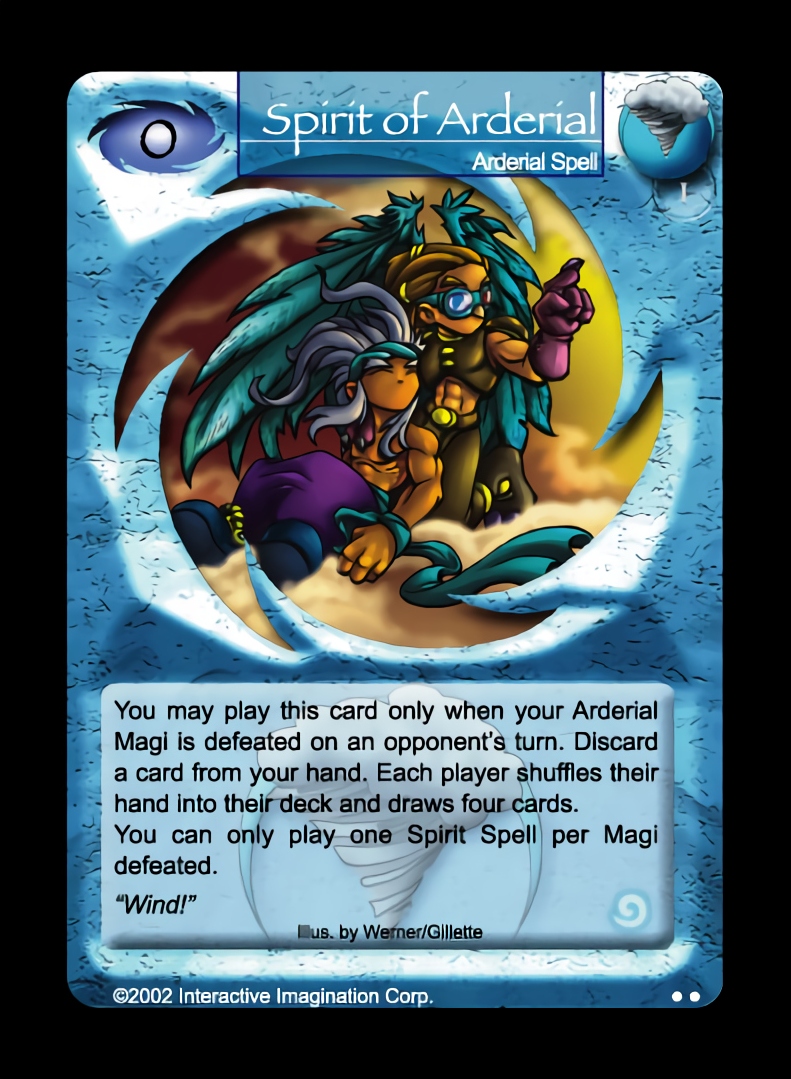 0
Spirit of Arderial
Arderial Spell
1
You may play this card only when your Arderial
Magi is defeated on an opponent's turn. Discard
a card from your hand. Each player shuffles their
hand into their deck and draws four cards.
You can only play one Spirit Spell per Magi
defeated.
“Wind!”
Illus. by Werner/Gillette
©2002 Interactive Imagination Corp.